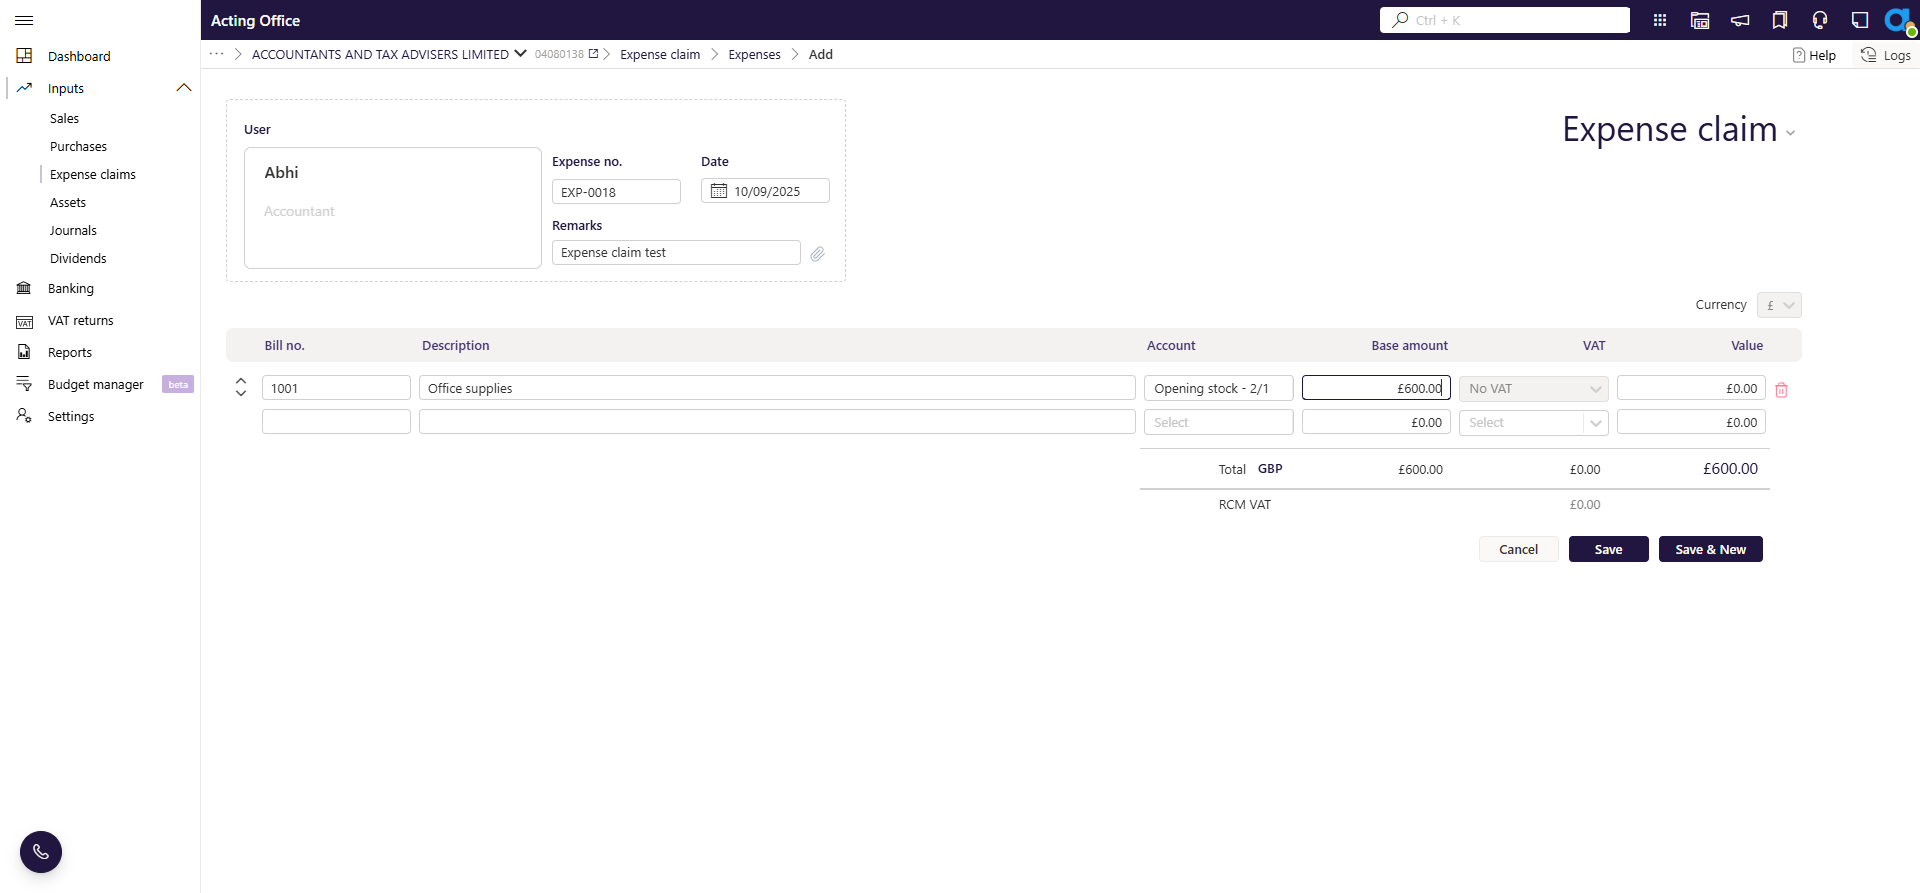 Acting Office
Ctrl + K
ACCOUNTANTS AND TAX ADVISERS LIMITED 04080138 Expense claim Expenses Add
Help
Logs
Dashboard
Inputs
Sales
Purchases
Expense claims
Assets
Journals
Dividends
Banking
VAT returns
Reports
Budget manager beta
Settings
User
Abhi
Accountant
Expense no.
EXP-0018
Date
10/09/2025
Remarks
Expense claim test
Expense claim
Currency £
Bill no. Description Account Base amount VAT Value
1001 Office supplies Opening stock - 2/1 £600.00 No VAT £0.00
Select £0.00 Select £0.00
Total GBP £600.00 £0.00 £600.00
RCM VAT £0.00
Cancel Save Save & New